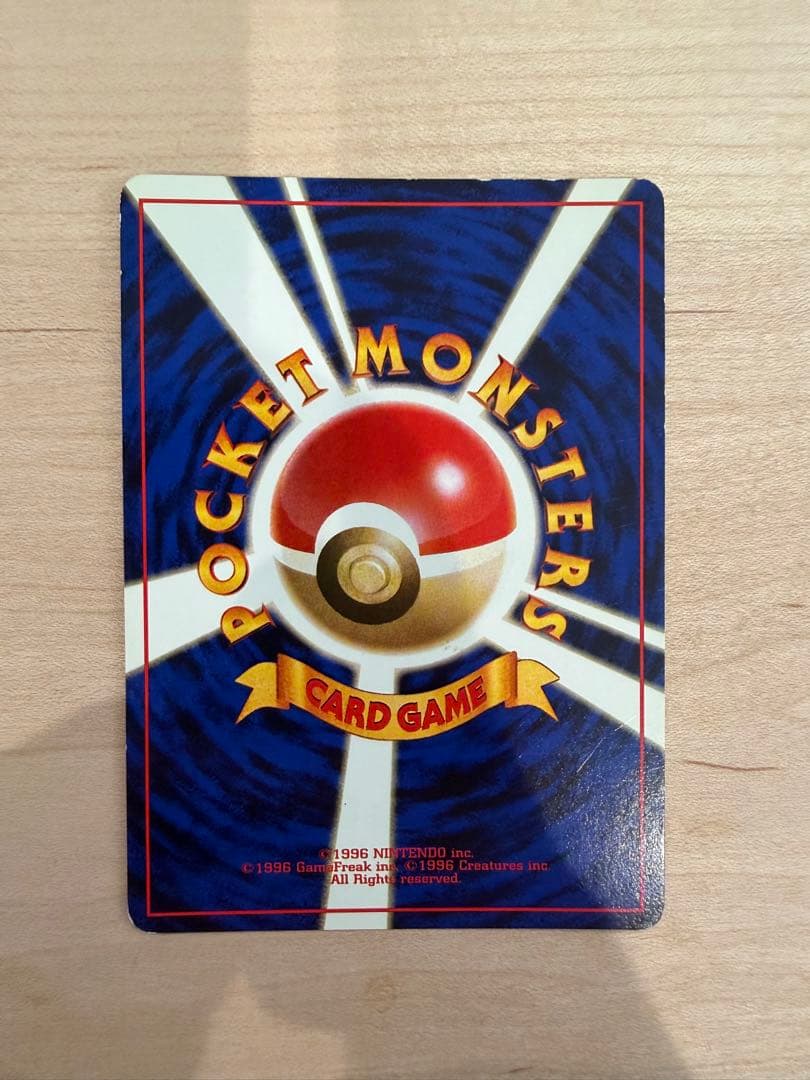 POCKET MONSTERS
CARD GAME
©1996 NINTENDO inc.
©1996 GameFreak inc. ©1996 Creatures inc.
All Rights reserved.